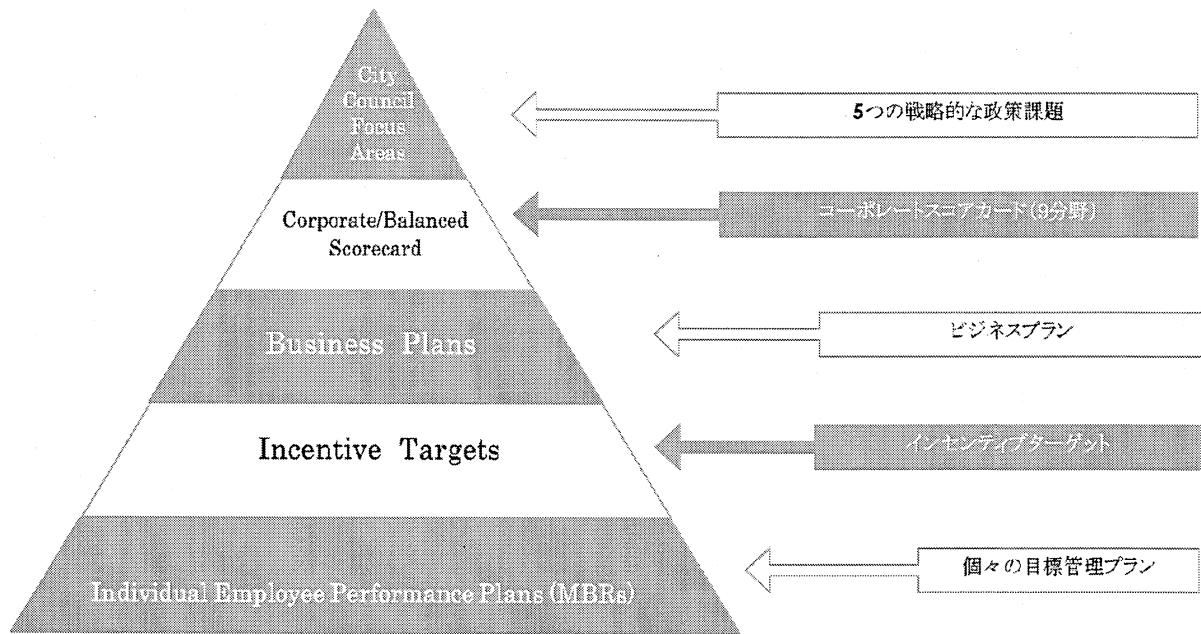 City
Council
Focus
Areas
5つの戦略的な政策課題
Corporate/Balanced
Scorecard
コーポレートスコアカード(9分野)
Business Plans
ビジネスプラン
Incentive Targets
インセンティブターゲット
Individual Employee Performance Plans (MBRs)
個々の目標管理プラン